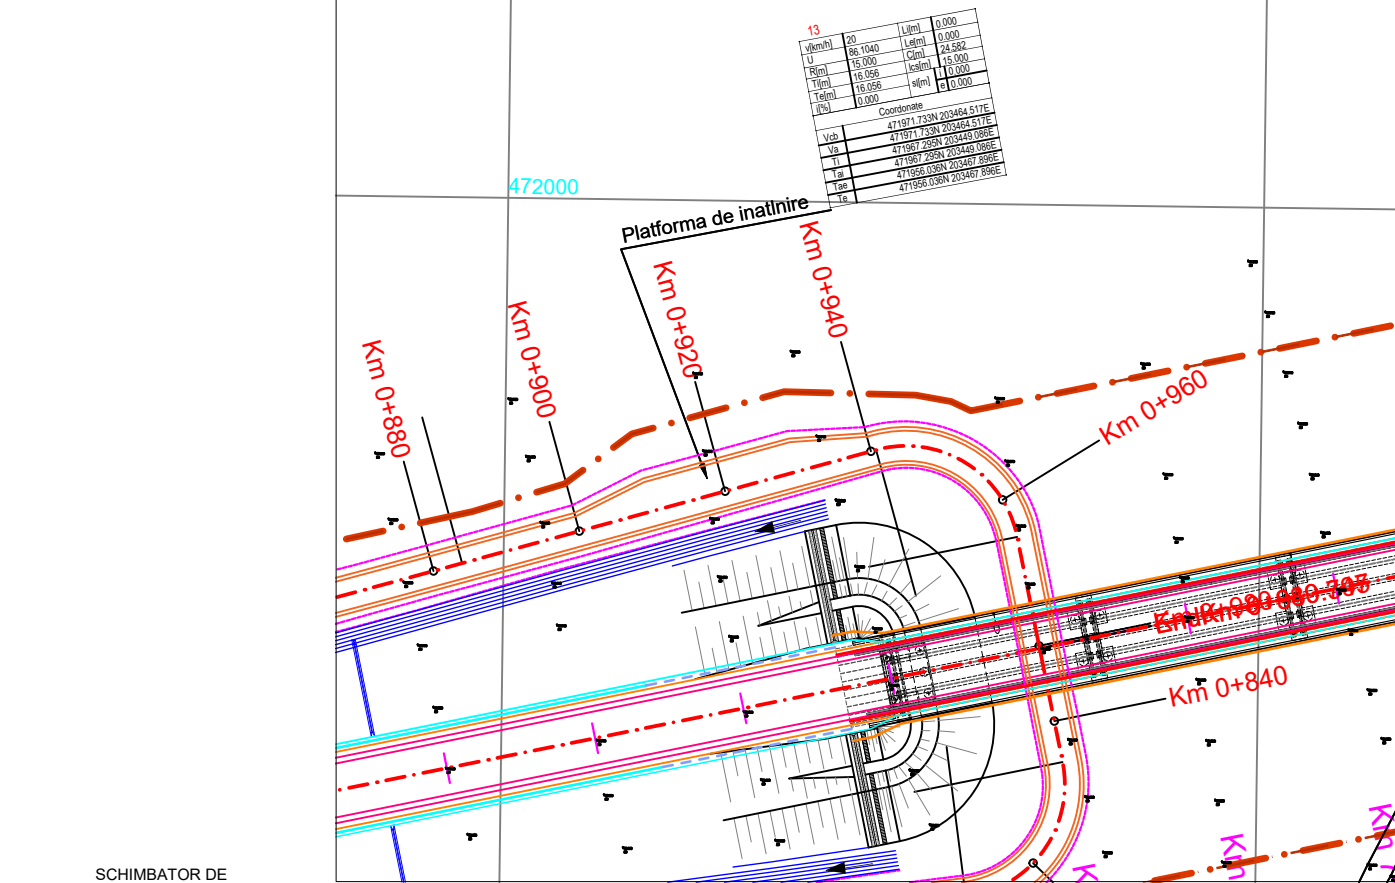 13
v[km/h] 20 Li[m] 0.000
U 86.1040 Le[m] 0.000
R[m] 15.000 C[m] 24.582
Ti[m] 16.056 lcs[m] 15.000
Te[m] 16.056 sl[m] i 0.000
i[%] 0.000 e 0.000
Coordonate
Vcb 471971.733N 203464.517E
Va 471971.733N 203464.517E
Ti 471967.295N 203449.086E
Tai 471967.295N 203449.086E
Tae 471956.036N 203467.896E
Te 471956.036N 203467.896E
472000
Platforma de inatlnire
Km 0+880
Km 0+900
Km 0+920
Km 0+940
Km 0+960
Km 0+840
Km
SCHIMBATOR DE